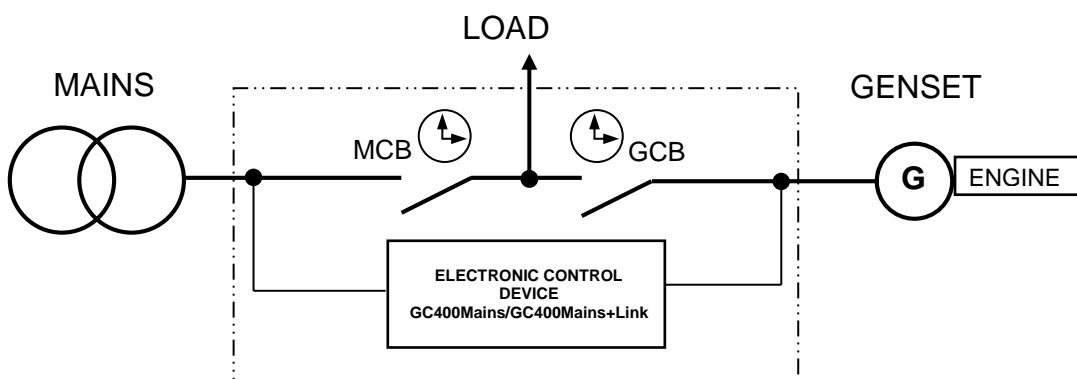 LOAD
MAINS
GENSET
MCB
GCB
G
ENGINE
ELECTRONIC CONTROL
DEVICE
GC400Mains/GC400Mains+Link